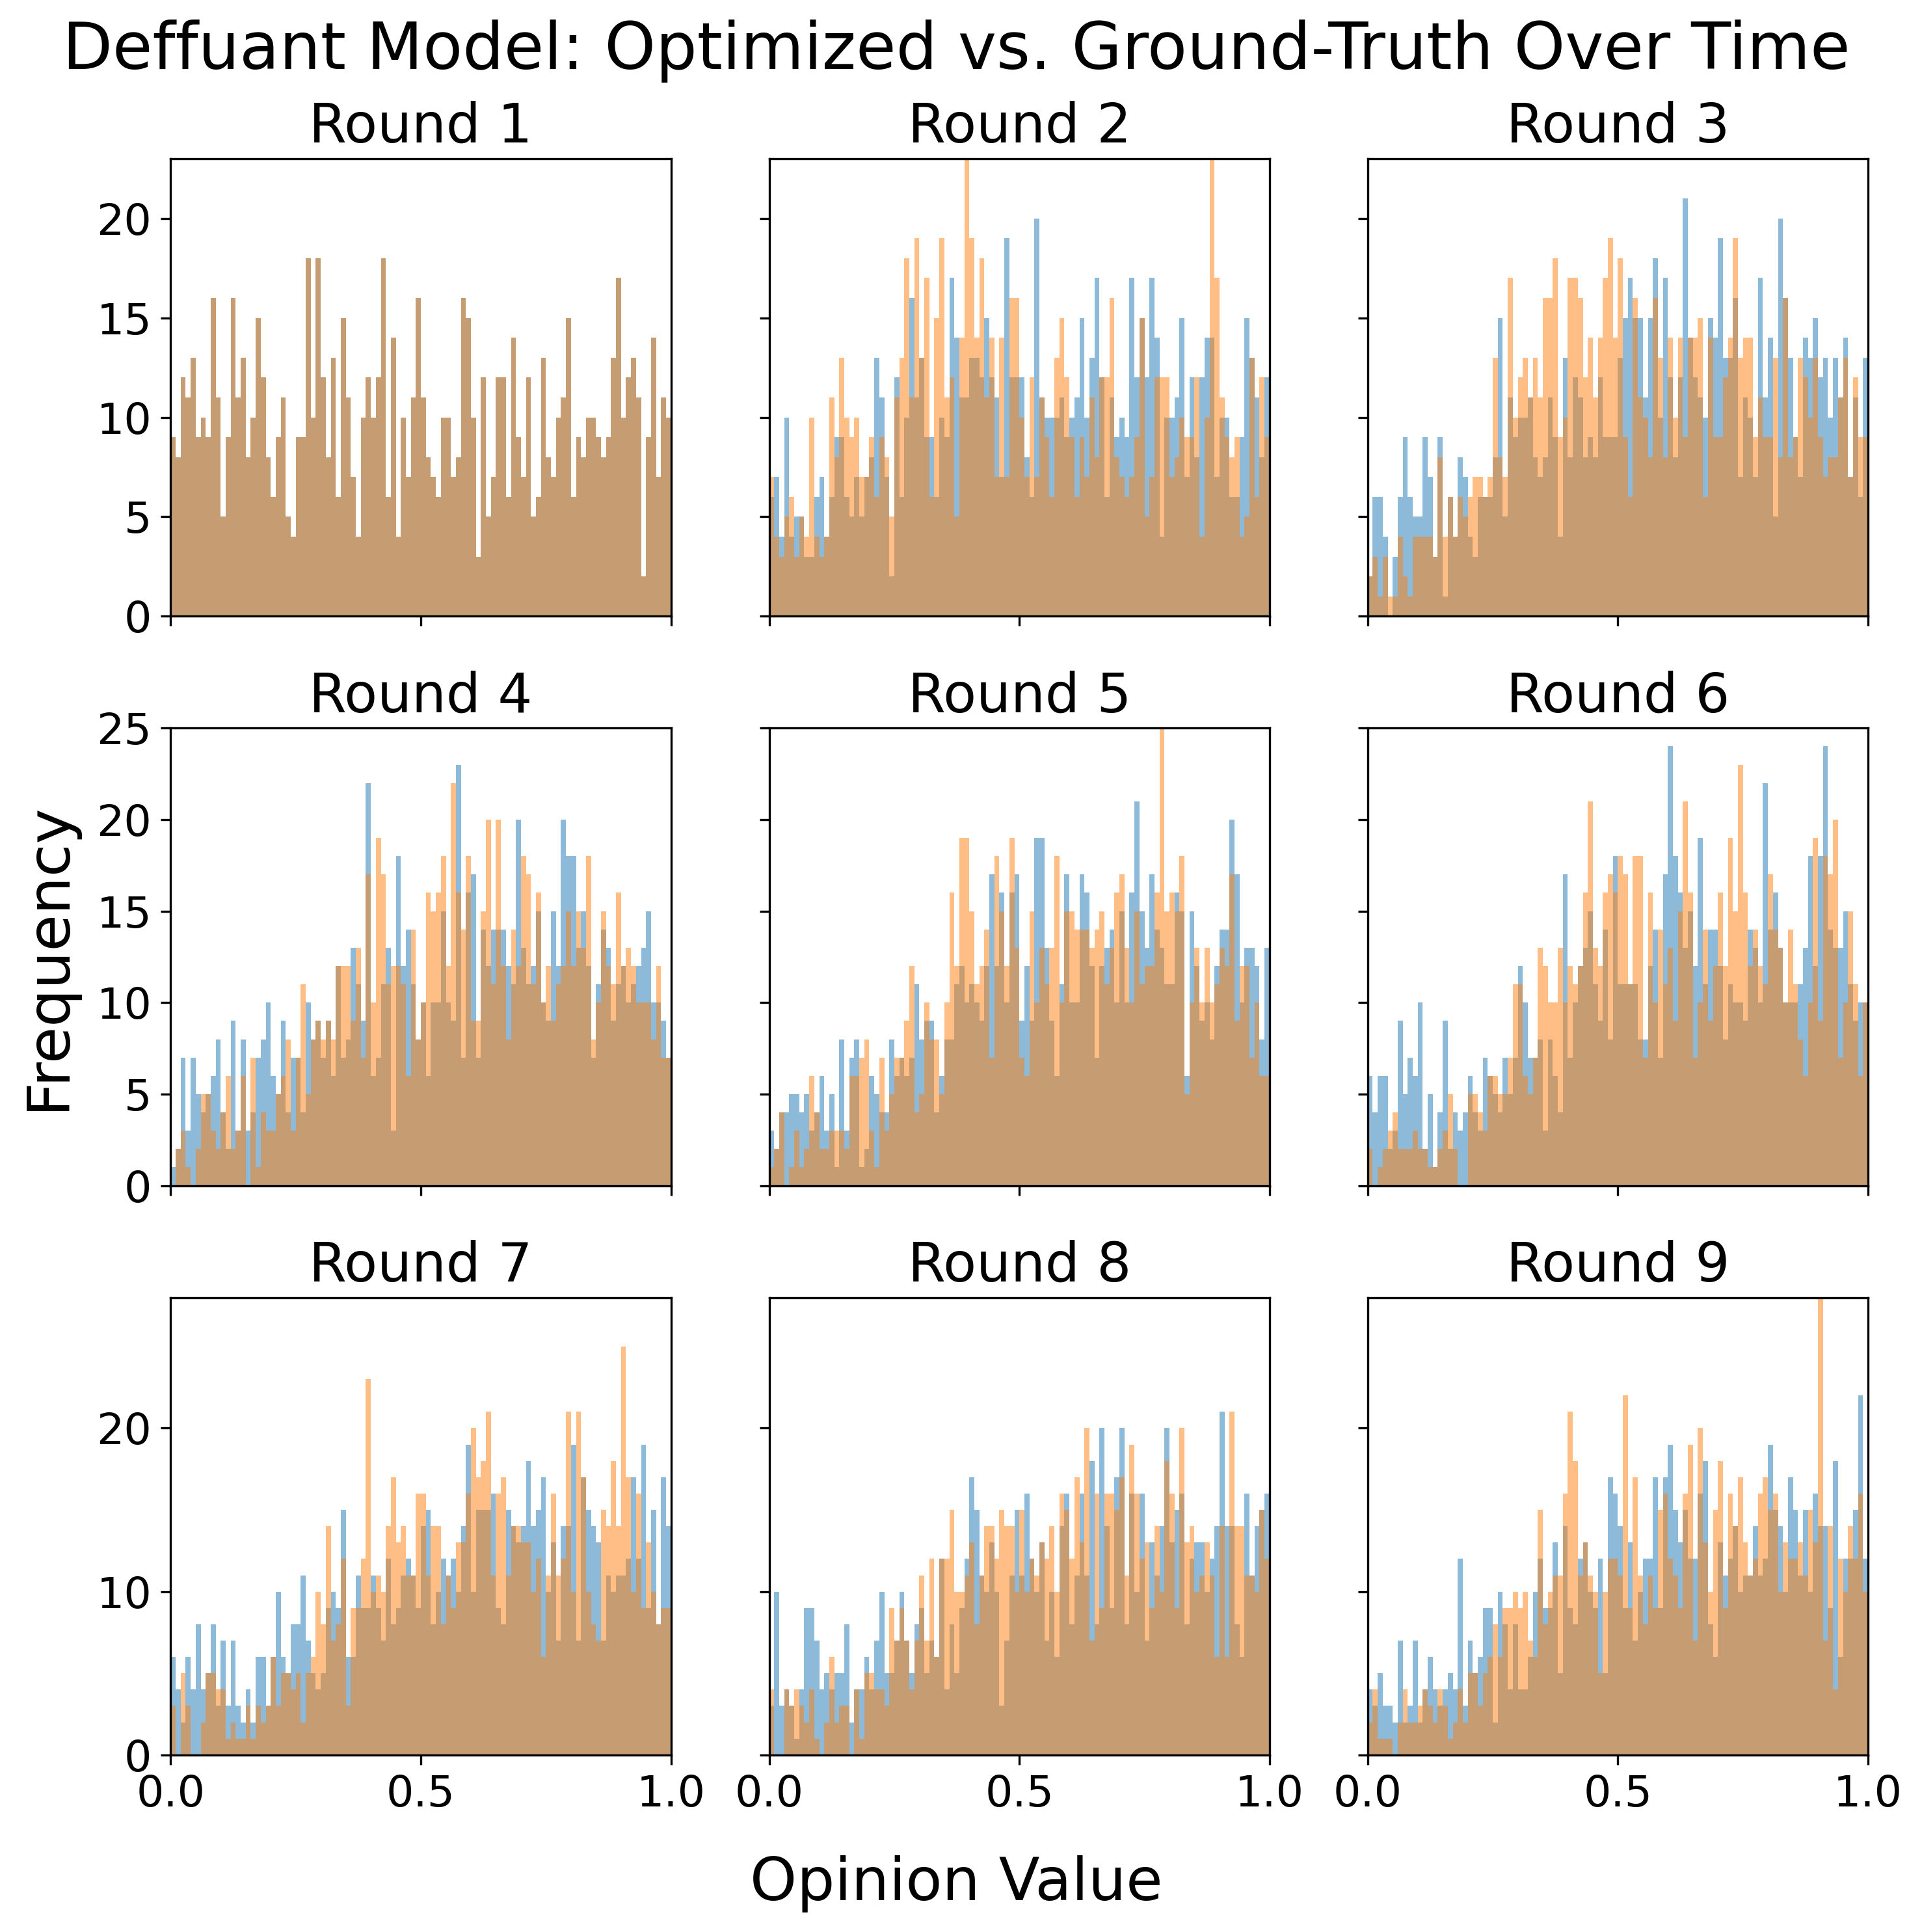 Deffuant Model: Optimized vs. Ground-Truth Over Time
Round 1
Round 2
Round 3
20
15
10
5
0
Round 4
Round 5
Round 6
25
20
15
10
5
0
Frequency
Round 7
Round 8
Round 9
20
10
0
0.0 0.5 1.0
0.0 0.5 1.0
0.0 0.5 1.0
Opinion Value